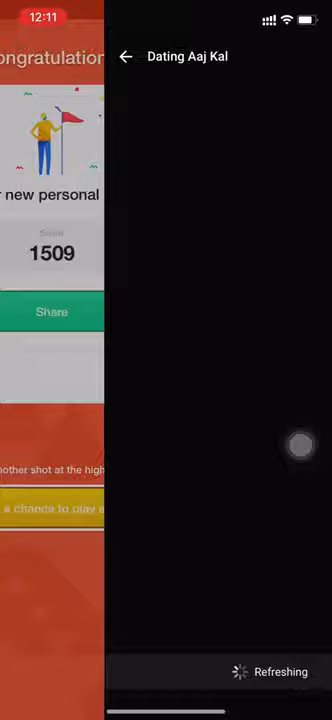 12:11
ongratulation
Dating Aaj Kal
r new personal
Score
1509
Share
nother shot at the high
a chance to play a
Refreshing